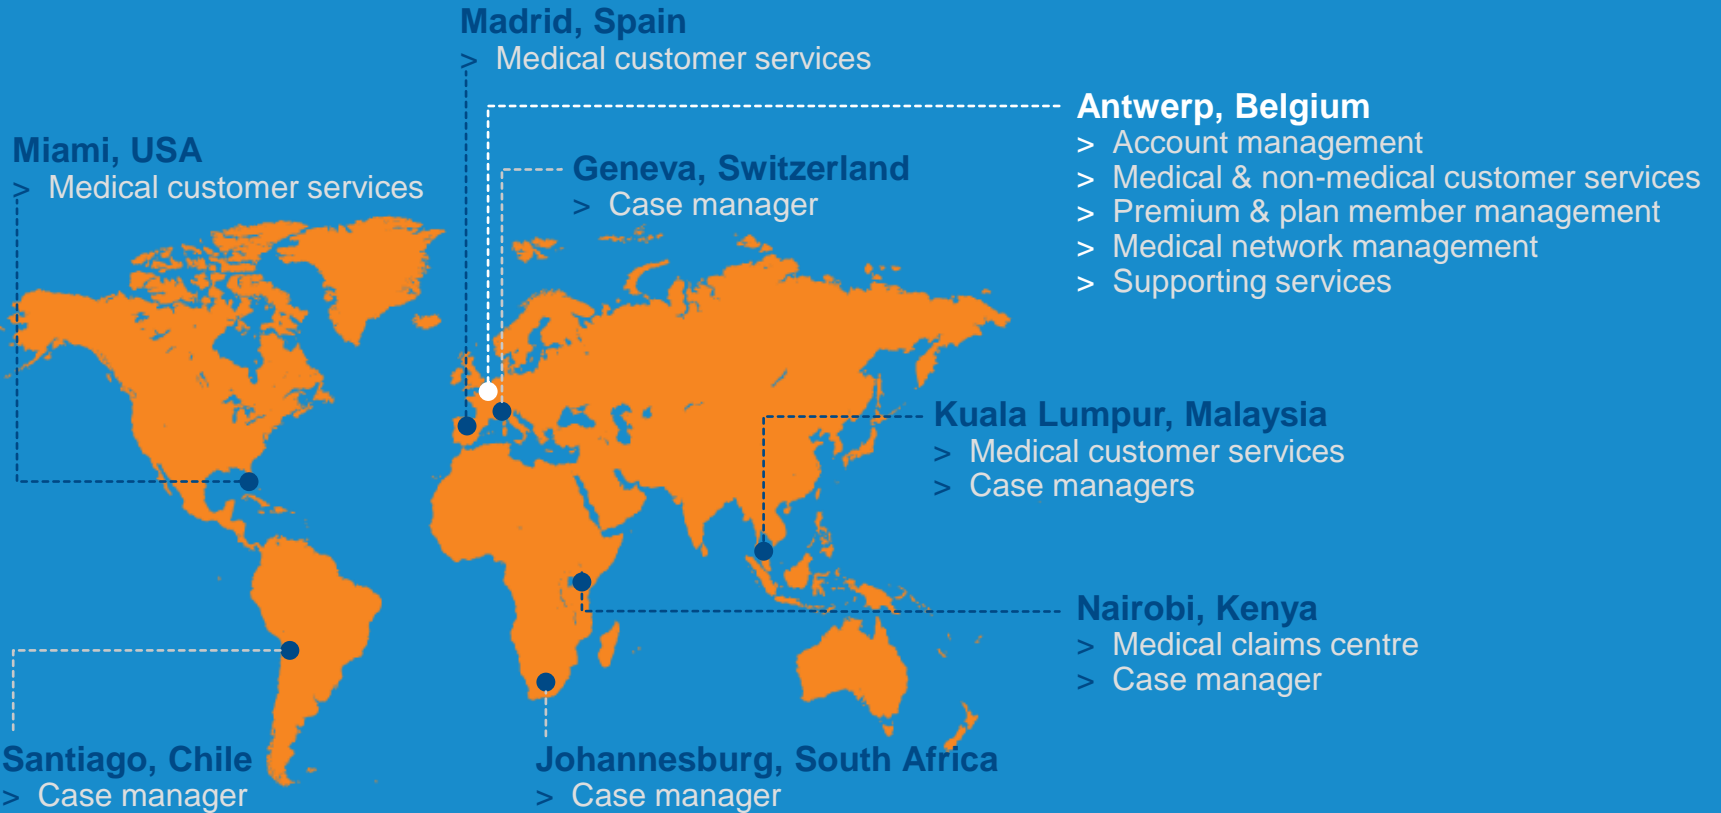 Madrid, Spain
> Medical customer services
Antwerp, Belgium
> Account management
> Medical & non-medical customer services
> Premium & plan member management
> Medical network management
> Supporting services
Miami, USA
> Medical customer services
Geneva, Switzerland
> Case manager
Kuala Lumpur, Malaysia
> Medical customer services
> Case managers
Nairobi, Kenya
> Medical claims centre
> Case manager
Santiago, Chile
> Case manager
Johannesburg, South Africa
> Case manager